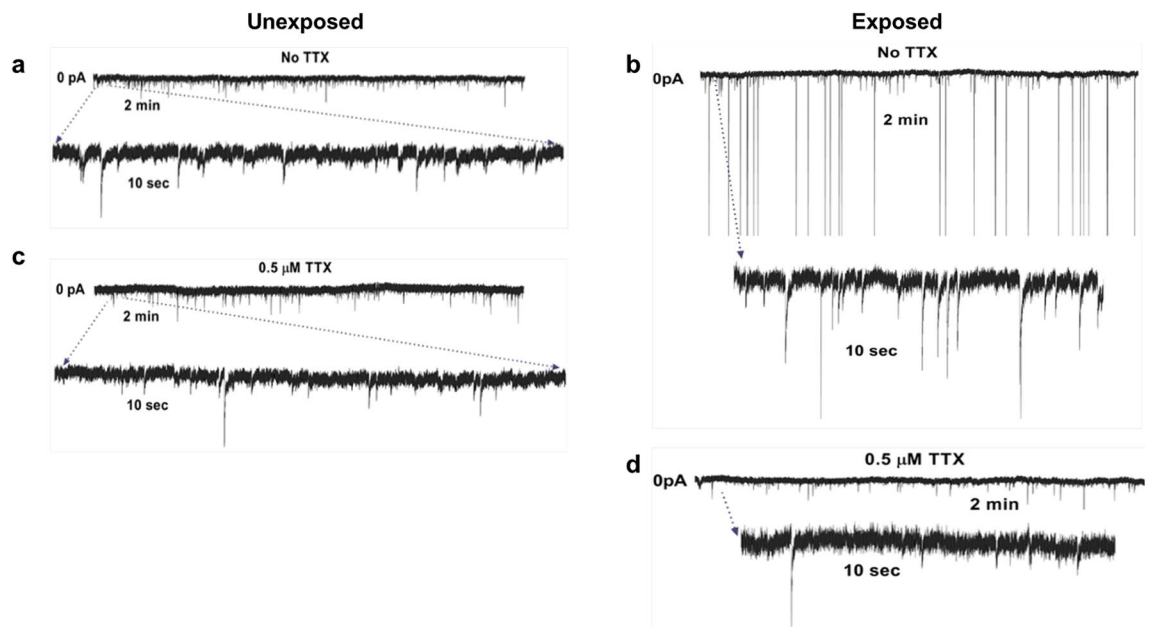 Unexposed
Exposed
a
No TTX
0 pA
2 min
10 sec
b
No TTX
0pA
2 min
10 sec
c
0.5 μM TTX
0 pA
2 min
10 sec
d
0.5 μM TTX
0pA
2 min
10 sec